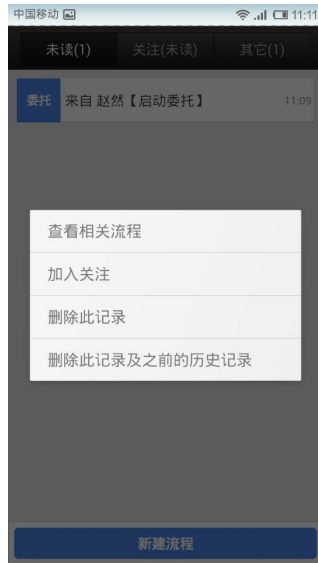 中国移动 11:11
未读(1) 关注(未读) 其它(1)
委托 来自 赵然【启动委托】 11:09
查看相关流程
加入关注
删除此记录
删除此记录及之前的历史记录
新建流程